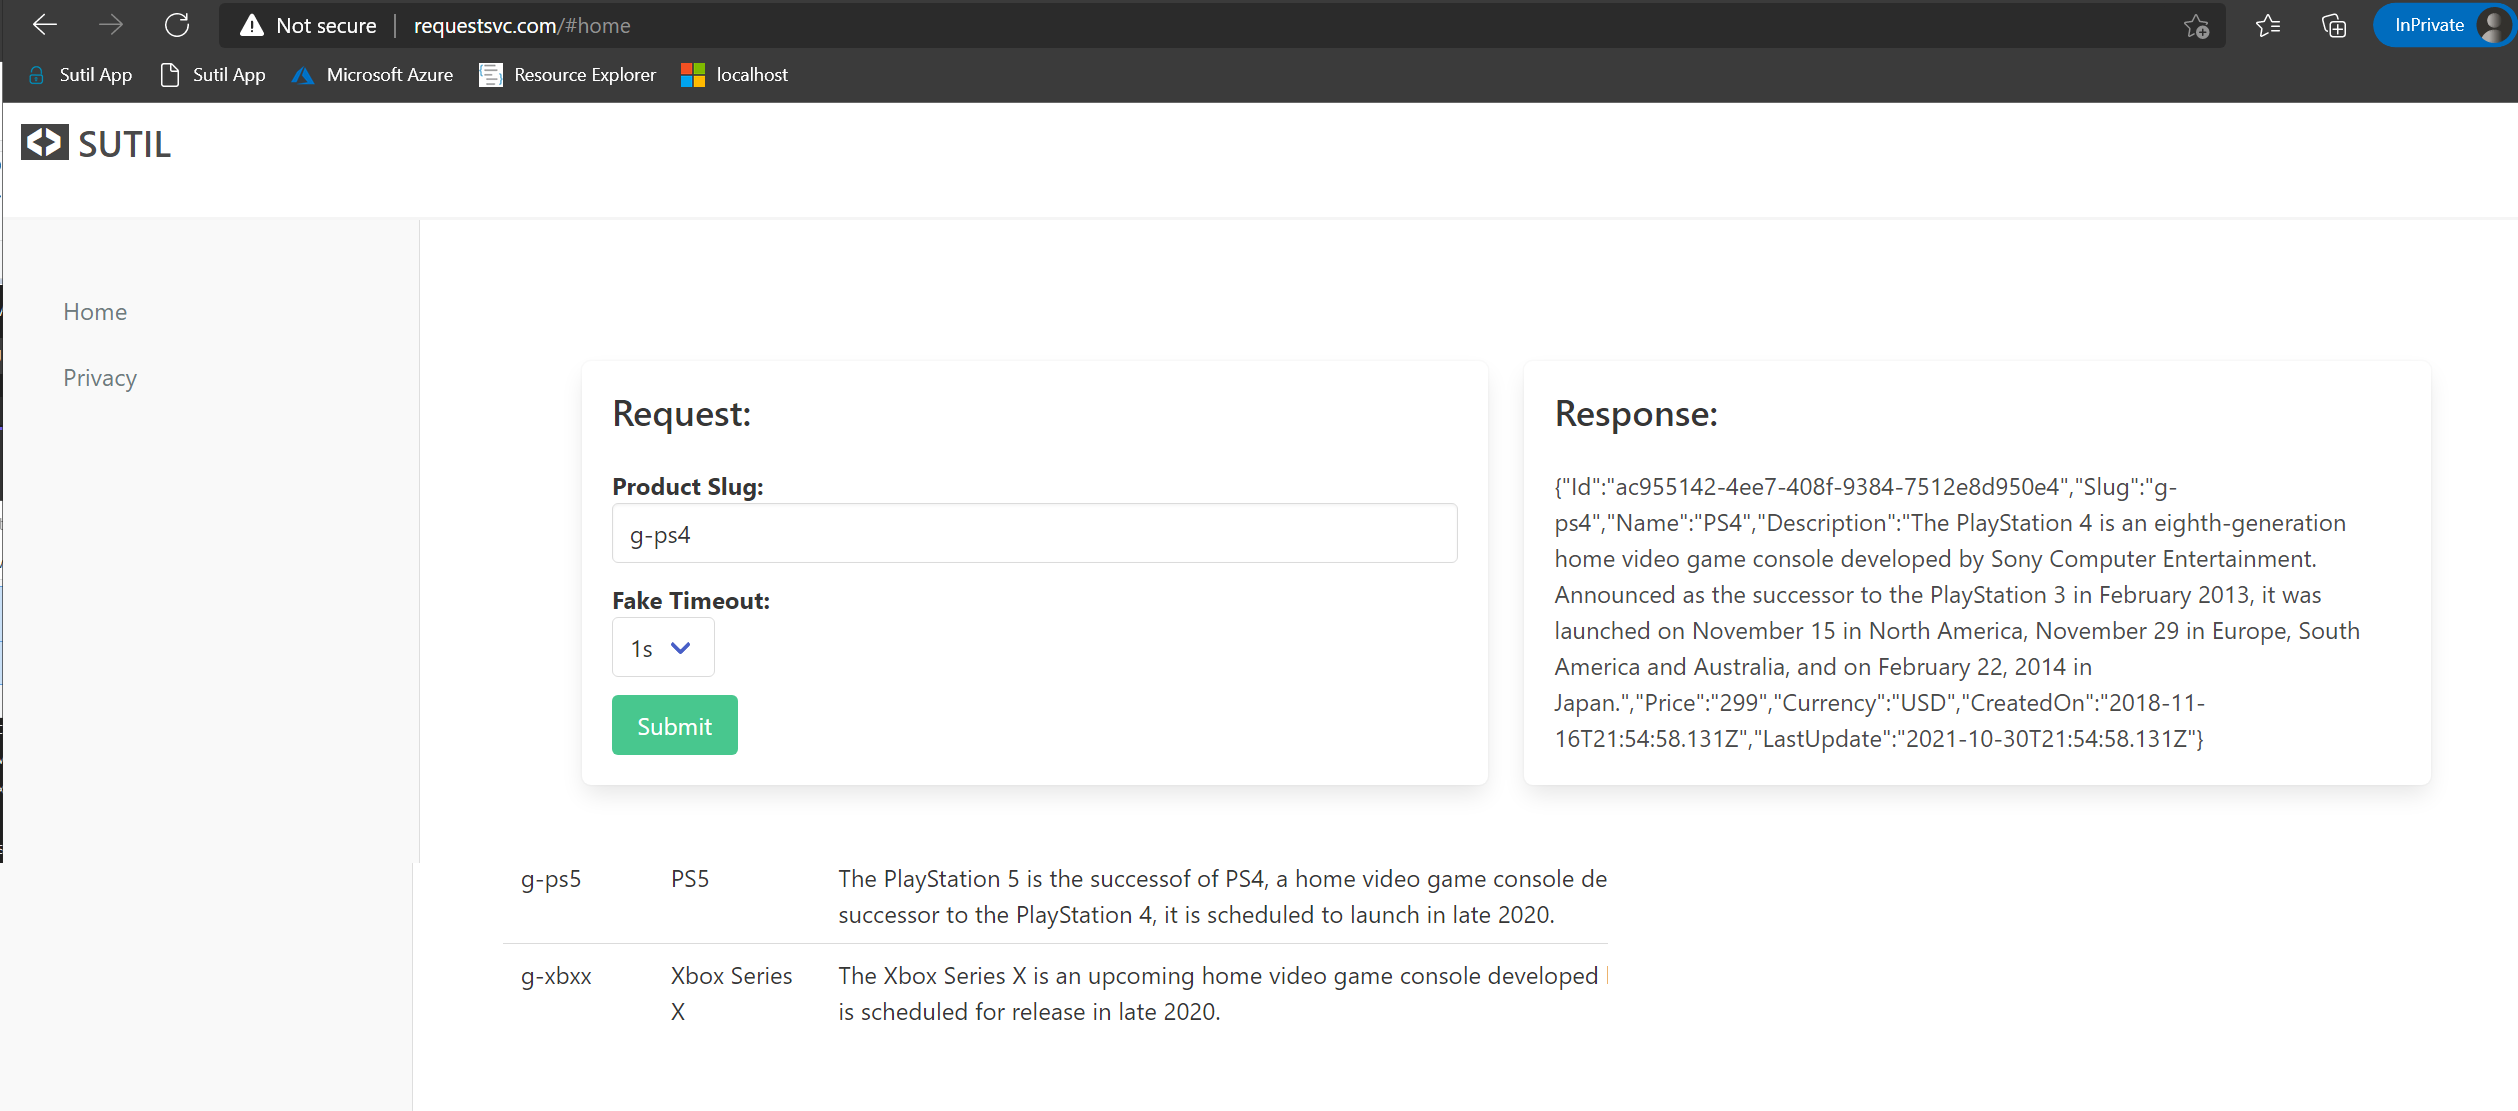 Not secure | requestsvc.com/#home
InPrivate
Sutil App
Sutil App
Microsoft Azure
Resource Explorer
localhost
SUTIL
Home
Privacy
Request:
Product Slug:
g-ps4
Fake Timeout:
1s
Submit
Response:
{"Id":"ac955142-4ee7-408f-9384-7512e8d950e4","Slug":"g-
ps4","Name":"PS4","Description":"The PlayStation 4 is an eighth-generation
home video game console developed by Sony Computer Entertainment.
Announced as the successor to the PlayStation 3 in February 2013, it was
launched on November 15 in North America, November 29 in Europe, South
America and Australia, and on February 22, 2014 in
Japan.","Price":"299","Currency":"USD","CreatedOn":"2018-11-
16T21:54:58.131Z","LastUpdate":"2021-10-30T21:54:58.131Z"}
g-ps5
PS5
The PlayStation 5 is the successof of PS4, a home video game console de
successor to the PlayStation 4, it is scheduled to launch in late 2020.
g-xbxx
Xbox Series
X
The Xbox Series X is an upcoming home video game console developed
is scheduled for release in late 2020.